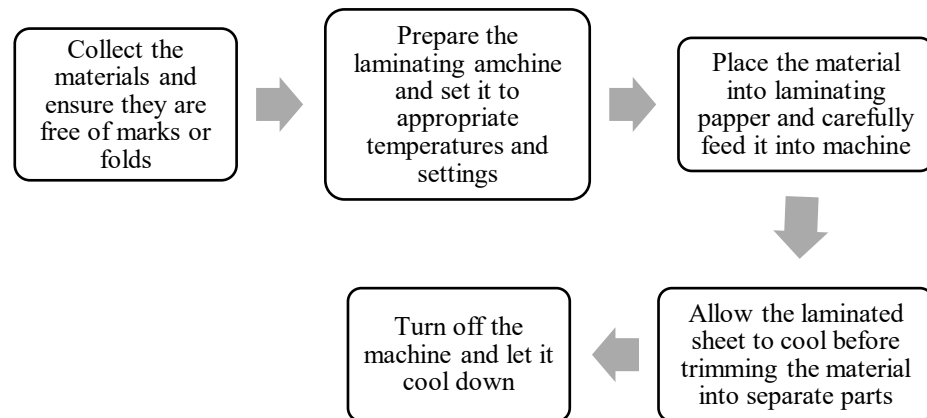 Collect the
materials and
ensure they are
free of marks or
folds
Prepare the
laminating amchine
and set it to
appropriate
temperatures and
settings
Place the material
into laminating
papper and carefully
feed it into machine
Allow the laminated
sheet to cool before
trimming the material
into separate parts
Turn off the
machine and let it
cool down